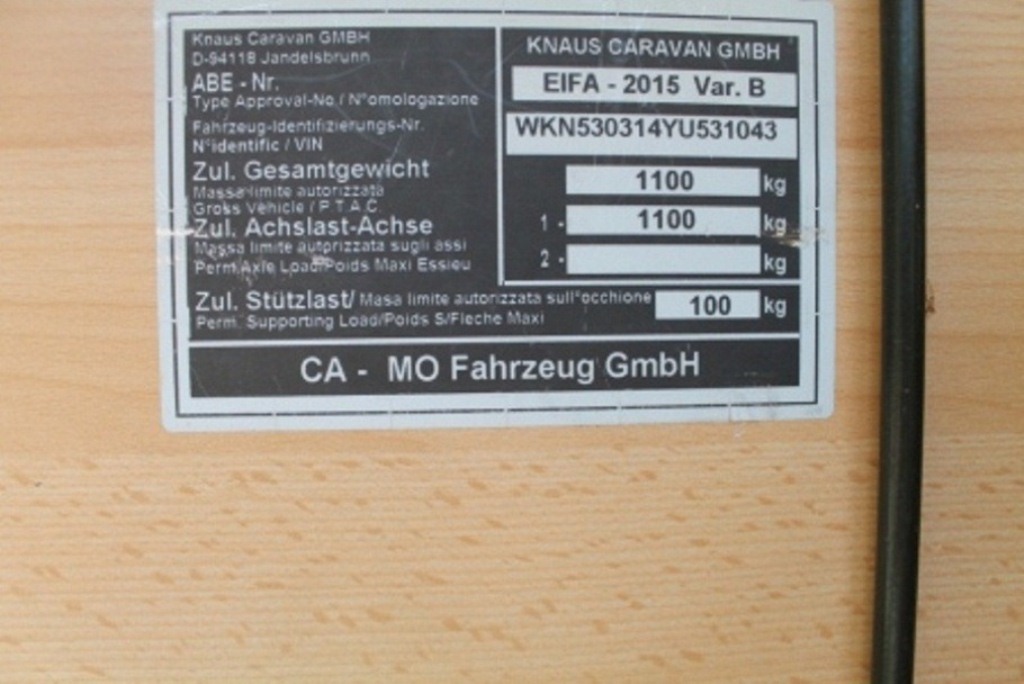 Knaus Caravan GMBH
D-94118 Jandelsbrunn
ABE - Nr.
Type Approval-No./ N°omologazione
Fahrzeug-Identifizierungs-Nr.
N°identific / VIN
Zul. Gesamtgewicht
Massa limite autorizzata
Gross Vehicle / P.T.A.C.
Zul. Achslast-Achse
Massa limite autorizzata sugli assi
Perm.Axle Load/Poids Maxi Essieu
KNAUS CARAVAN GMBH
EIFA - 2015 Var. B
WKN530314YU531043
1100 kg
1 - 1100 kg
2 - kg
Zul. Stützlast/ Masa limite autorizzata sull°occhione 100 kg
Perm. Supporting Load/Poids S/Fleche Maxi
CA - MO Fahrzeug GmbH